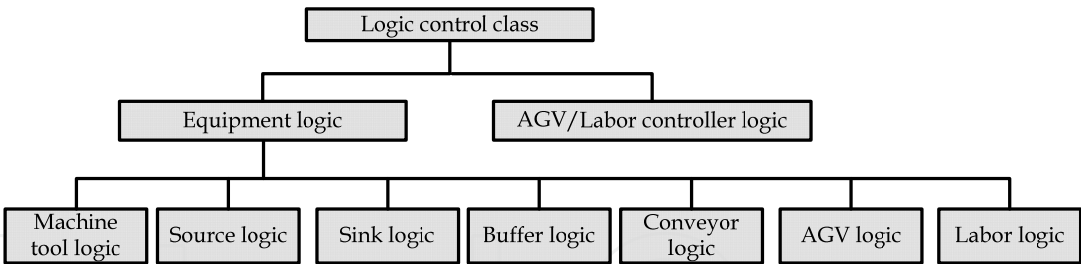 Logic control class
Equipment logic
AGV/Labor controller logic
Machine
tool logic
Source logic
Sink logic
Buffer logic
Conveyor
logic
AGV logic
Labor logic